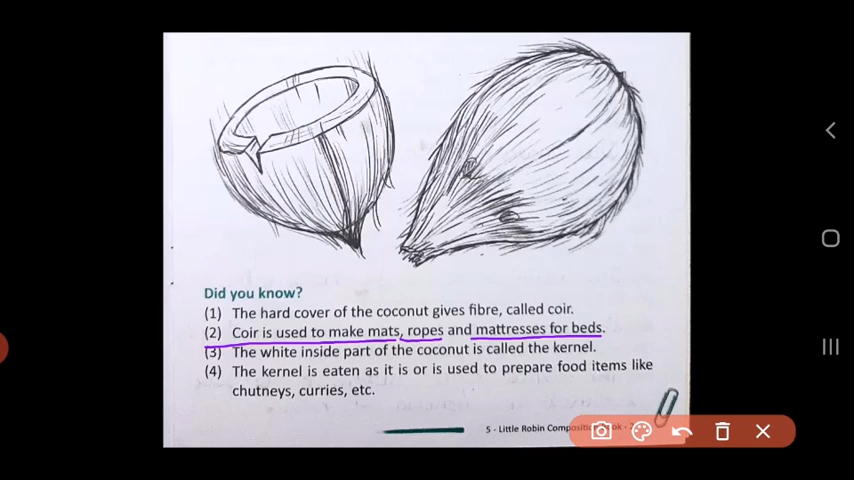 Did you know?
(1) The hard cover of the coconut gives fibre, called coir.
(2) Coir is used to make mats, ropes and mattresses for beds.
(3) The white inside part of the coconut is called the kernel.
(4) The kernel is eaten as it is or is used to prepare food items like
chutneys, curries, etc.
5 - Little Robin